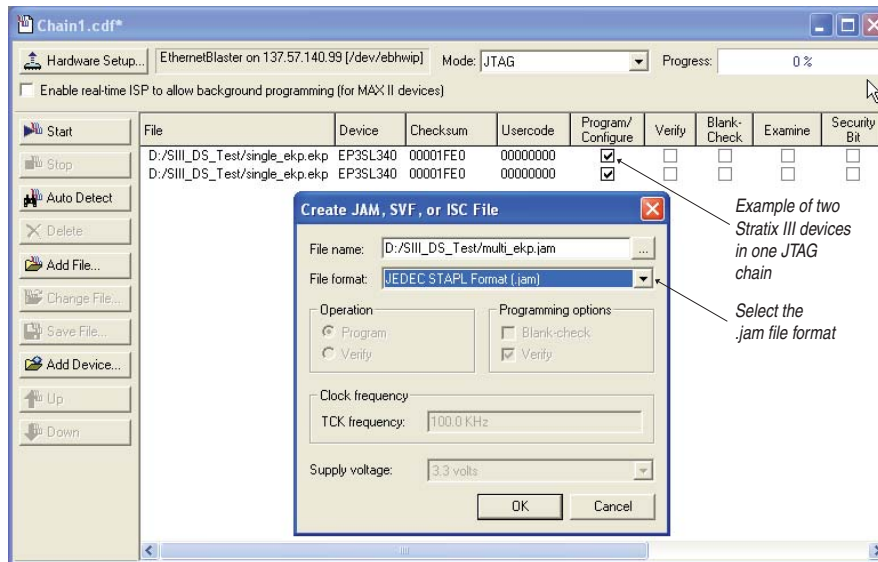 Chain1.cdf*
Hardware Setup... EthernetBlaster on 137.57.140.99 [/dev/ebhwip] Mode: JTAG Progress: 0 %
Enable real-time ISP to allow background programming (for MAX II devices)
Start
Stop
Auto Detect
Delete
Add File...
Change File...
Save File...
Add Device...
Up
Down
File Device Checksum Usercode Program/ Configure Verify Blank- Check Examine Security Bit
D:/SIII_DS_Test/single_ekp.ekp EP3SL340 00001FE0 00000000
D:/SIII_DS_Test/single_ekp.ekp EP3SL340 00001FE0 00000000
Create JAM, SVF, or ISC File
File name: D:/SIII_DS_Test/multi_ekp.jam ...
File format: JEDEC STAPL Format (.jam)
Operation
Program
Verify
Programming options
Blank-check
Verify
Clock frequency
TCK frequency: 100.0 KHz
Supply voltage: 3.3 volts
OK Cancel
Example of two
Stratix III devices
in one JTAG
chain
Select the
.jam file format